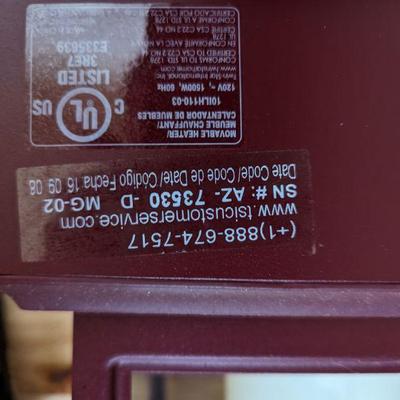 (+1)888-674-7517
www.tsicustomerservice.com
SN:#: AZ- 73530 -D MG-02
Date Code/ Code de Date/ Código Fecha 16 09 08
MOVABLE HEATER/
MEUBLE CHAUFFANT/
CALENTADOR DE MUEBLES
10ILH110-03
120V ~, 1500W, 60Hz
Twin-Star International, Inc.
www.twinstarhome.com
CONFORMS TO UL STD 1278
CERTIFIED TO CSA C22.2 NO 46
EN CONFORMITÉ AVEC LA NORME
UL 1278
CERTIFIÉ CSA C22.2 NO 46
CONFORME A UL STD 1278
CERTIFICADO POR CSA C22.2
C UL US
LISTED
3RE7
E335639